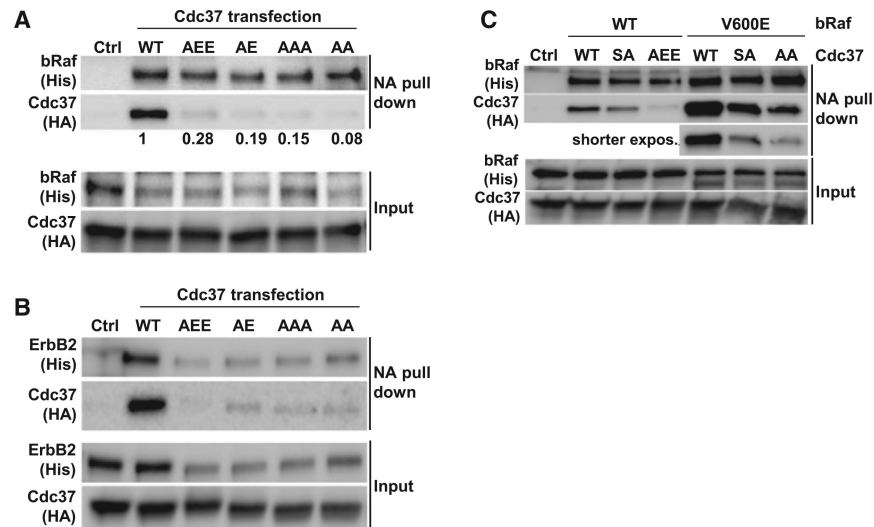 A
Cdc37 transfection
Ctrl WT AEE AE AAA AA
bRaf (His)
Cdc37 (HA)
NA pull down
1 0.28 0.19 0.15 0.08
bRaf (His)
Cdc37 (HA)
Input
B
Cdc37 transfection
Ctrl WT AEE AE AAA AA
ErbB2 (His)
Cdc37 (HA)
NA pull down
ErbB2 (His)
Cdc37 (HA)
Input
C
WT V600E bRaf
Ctrl WT SA AEE WT SA AA Cdc37
bRaf (His)
Cdc37 (HA)
NA pull down
shorter expos.
bRaf (His)
Cdc37 (HA)
Input